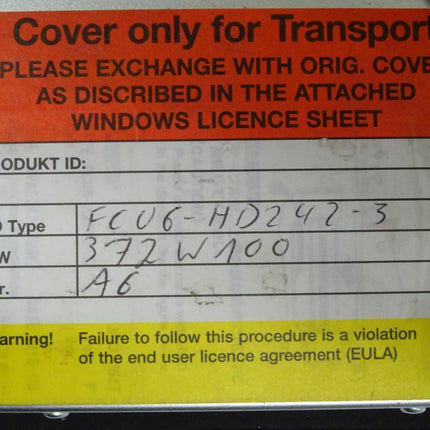 Cover only for Transport
PLEASE EXCHANGE WITH ORIG. COVE
AS DISCRIBED IN THE ATTACHED
WINDOWS LICENCE SHEET
ODUKT ID:
Type FCU6-HD242-3
W 372W100
r. A6
arning! Failure to follow this procedure is a violation
of the end user licence agreement (EULA)